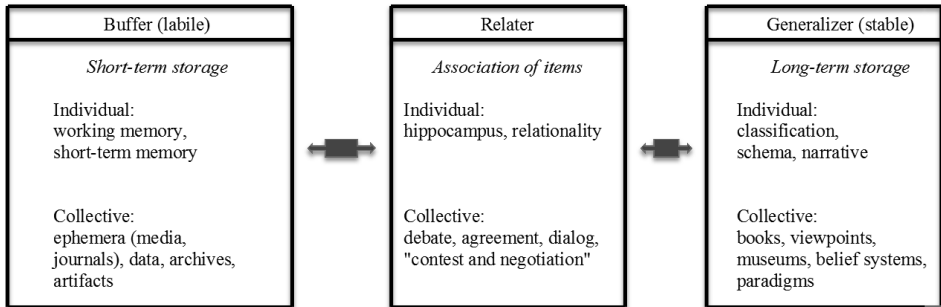 Buffer (labile)
Short-term storage
Individual:
working memory,
short-term memory
Collective:
ephemera (media,
journals), data, archives,
artifacts
Relater
Association of items
Individual:
hippocampus, relationality
Collective:
debate, agreement, dialog,
"contest and negotiation"
Generalizer (stable)
Long-term storage
Individual:
classification,
schema, narrative
Collective:
books, viewpoints,
museums, belief systems,
paradigms